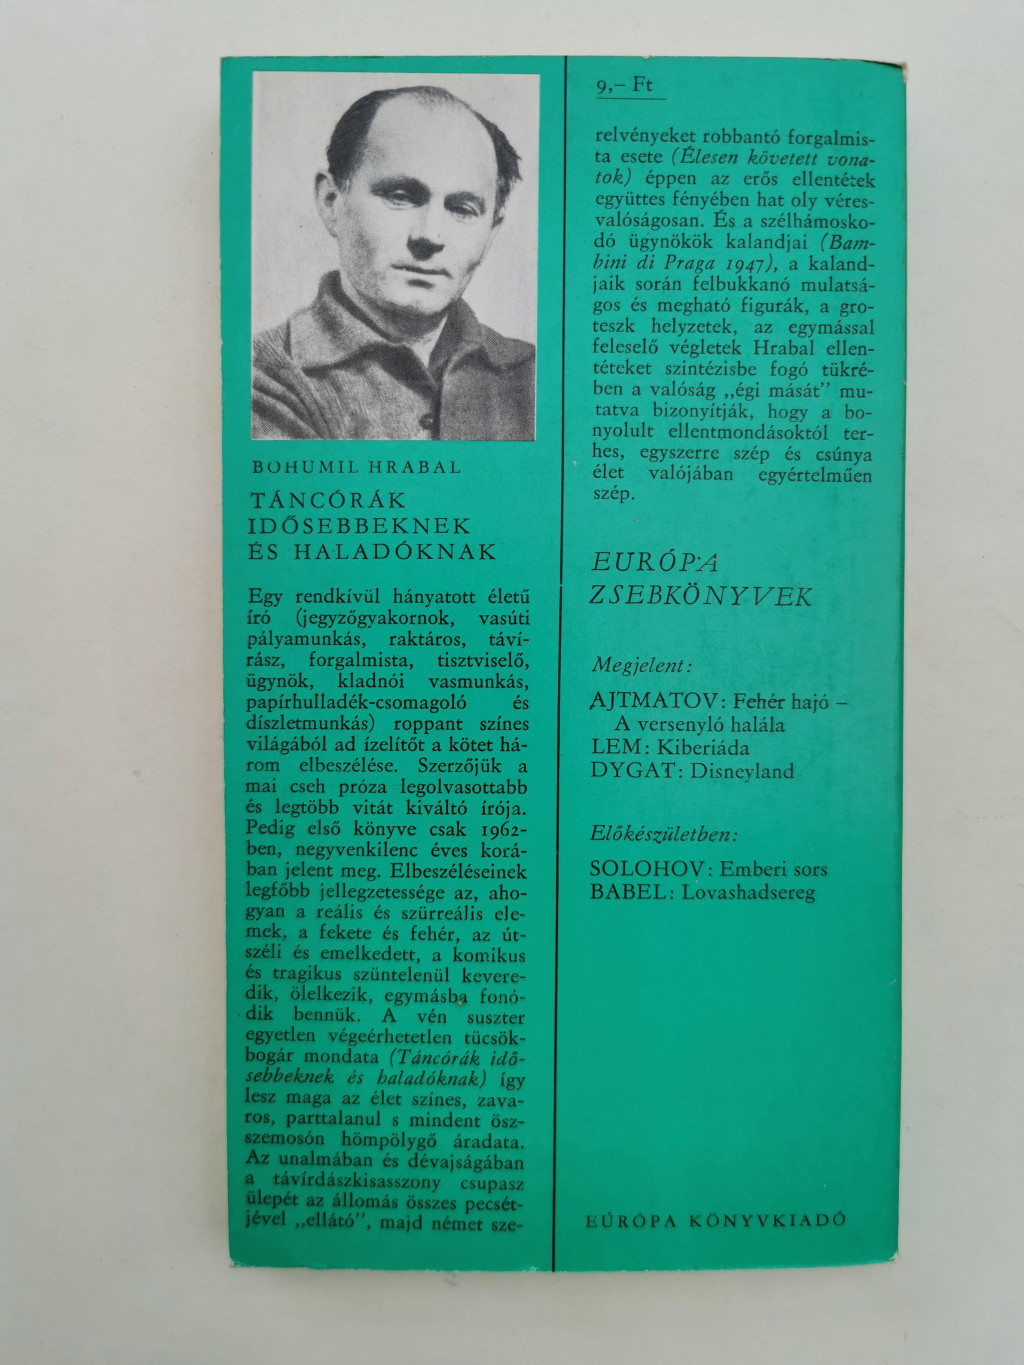 BOHUMIL HRABAL
TÁNCÓRÁK
IDŐSEBBEKNEK
ÉS HALADÓKNAK
Egy rendkívül hányatott életű
író (jegyzőgyakornok, vasúti
pályamunkás, raktáros, táví-
rász, forgalmista, tisztviselő,
ügynök, kladnói vasmunkás,
papírhulladék-csomagoló és
díszletmunkás) roppant színes
világából ad ízelítőt a kötet há-
rom elbeszélése. Szerzőjük a
mai cseh próza legolvasottabb
és legtöbb vitát kiváltó írója.
Pedig első könyve csak 1962-
ben, negyvenkilenc éves korá-
ban jelent meg. Elbeszéléseinek
legfőbb jellegzetessége az, aho-
gyan a reális és szürreális ele-
mek, a fekete és fehér, az út-
széli és emelkedett, a komikus
és tragikus szüntelenül kevere-
dik, ölelkezik, egymásba fonó-
dik bennük. A vén suszter
egyetlen végeérhetetlen tücsök-
bogár mondata (Táncórák idő-
sebbeknek és haladóknak) így
lesz maga az élet színes, zava-
ros, parttalanul s mindent ösz-
szemosón hömpölygő áradata.
Az unalmában és dévajságában
a távírdászkisasszony csupasz
ülepét az állomás összes pecsét-
jével „ellátó”, majd német sze-
9,– Ft
relvényeket robbantó forgalmis-
ta esete (Élesen követett vona-
tok) éppen az erős ellentétek
együttes fényében hat oly véres-
valóságosan. És a szélhámosko-
dó ügynökök kalandjai (Bam-
bini di Praga 1947), a kaland-
jaik során felbukkanó mulatsá-
gos és megható figurák, a gro-
teszk helyzetek, az egymással
feleselő végletek Hrabal ellen-
téteket szintézisbe fogó tükré-
ben a valóság „égi mását” mu-
tatva bizonyítják, hogy a bo-
nyolult ellentmondásoktól ter-
hes, egyszerre szép és csúnya
élet valójában egyértelműen
szép.
EURÓPA
ZSEBKÖNYVEK
Megjelent:
AJTMATOV: Fehér hajó –
A versenyló halála
LEM: Kiberiáda
DYGAT: Disneyland
Előkészületben:
SOLOHOV: Emberi sors
BABEL: Lovashadsereg
EURÓPA KÖNYVKIADÓ